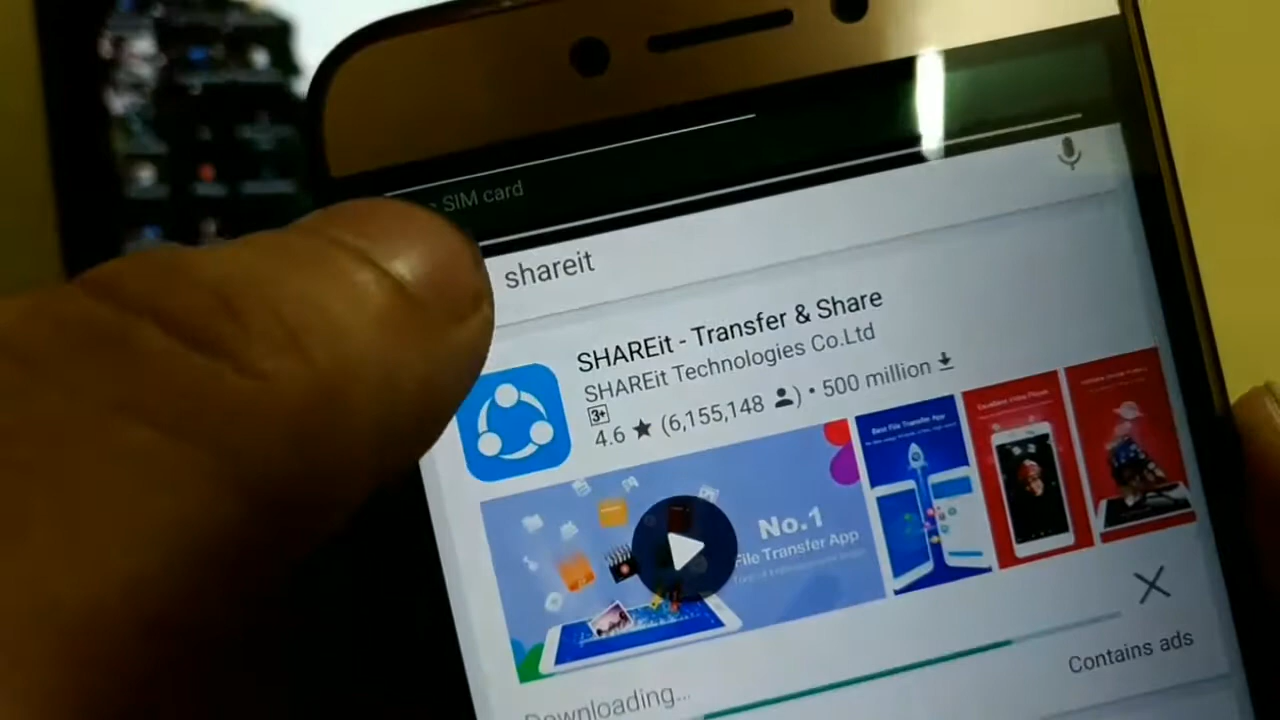 SIM card
shareit
SHAREit - Transfer & Share
SHAREit Technologies Co.Ltd
3+
4.6 ★ (6,155,148 ) • 500 million
No.1
File Transfer App
Best File Transfer App
Downloading...
Contains ads